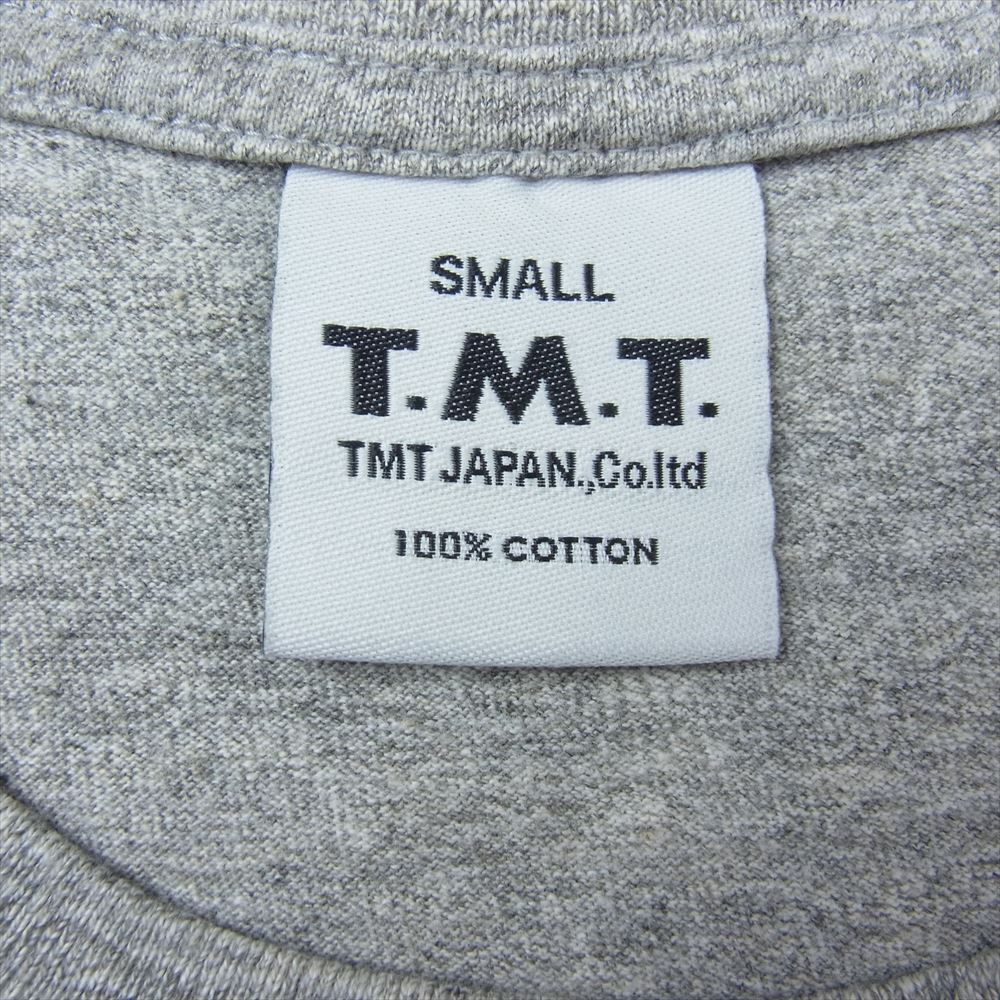 SMALL
T.M.T.
TMT JAPAN.,Co.ltd
100% COTTON